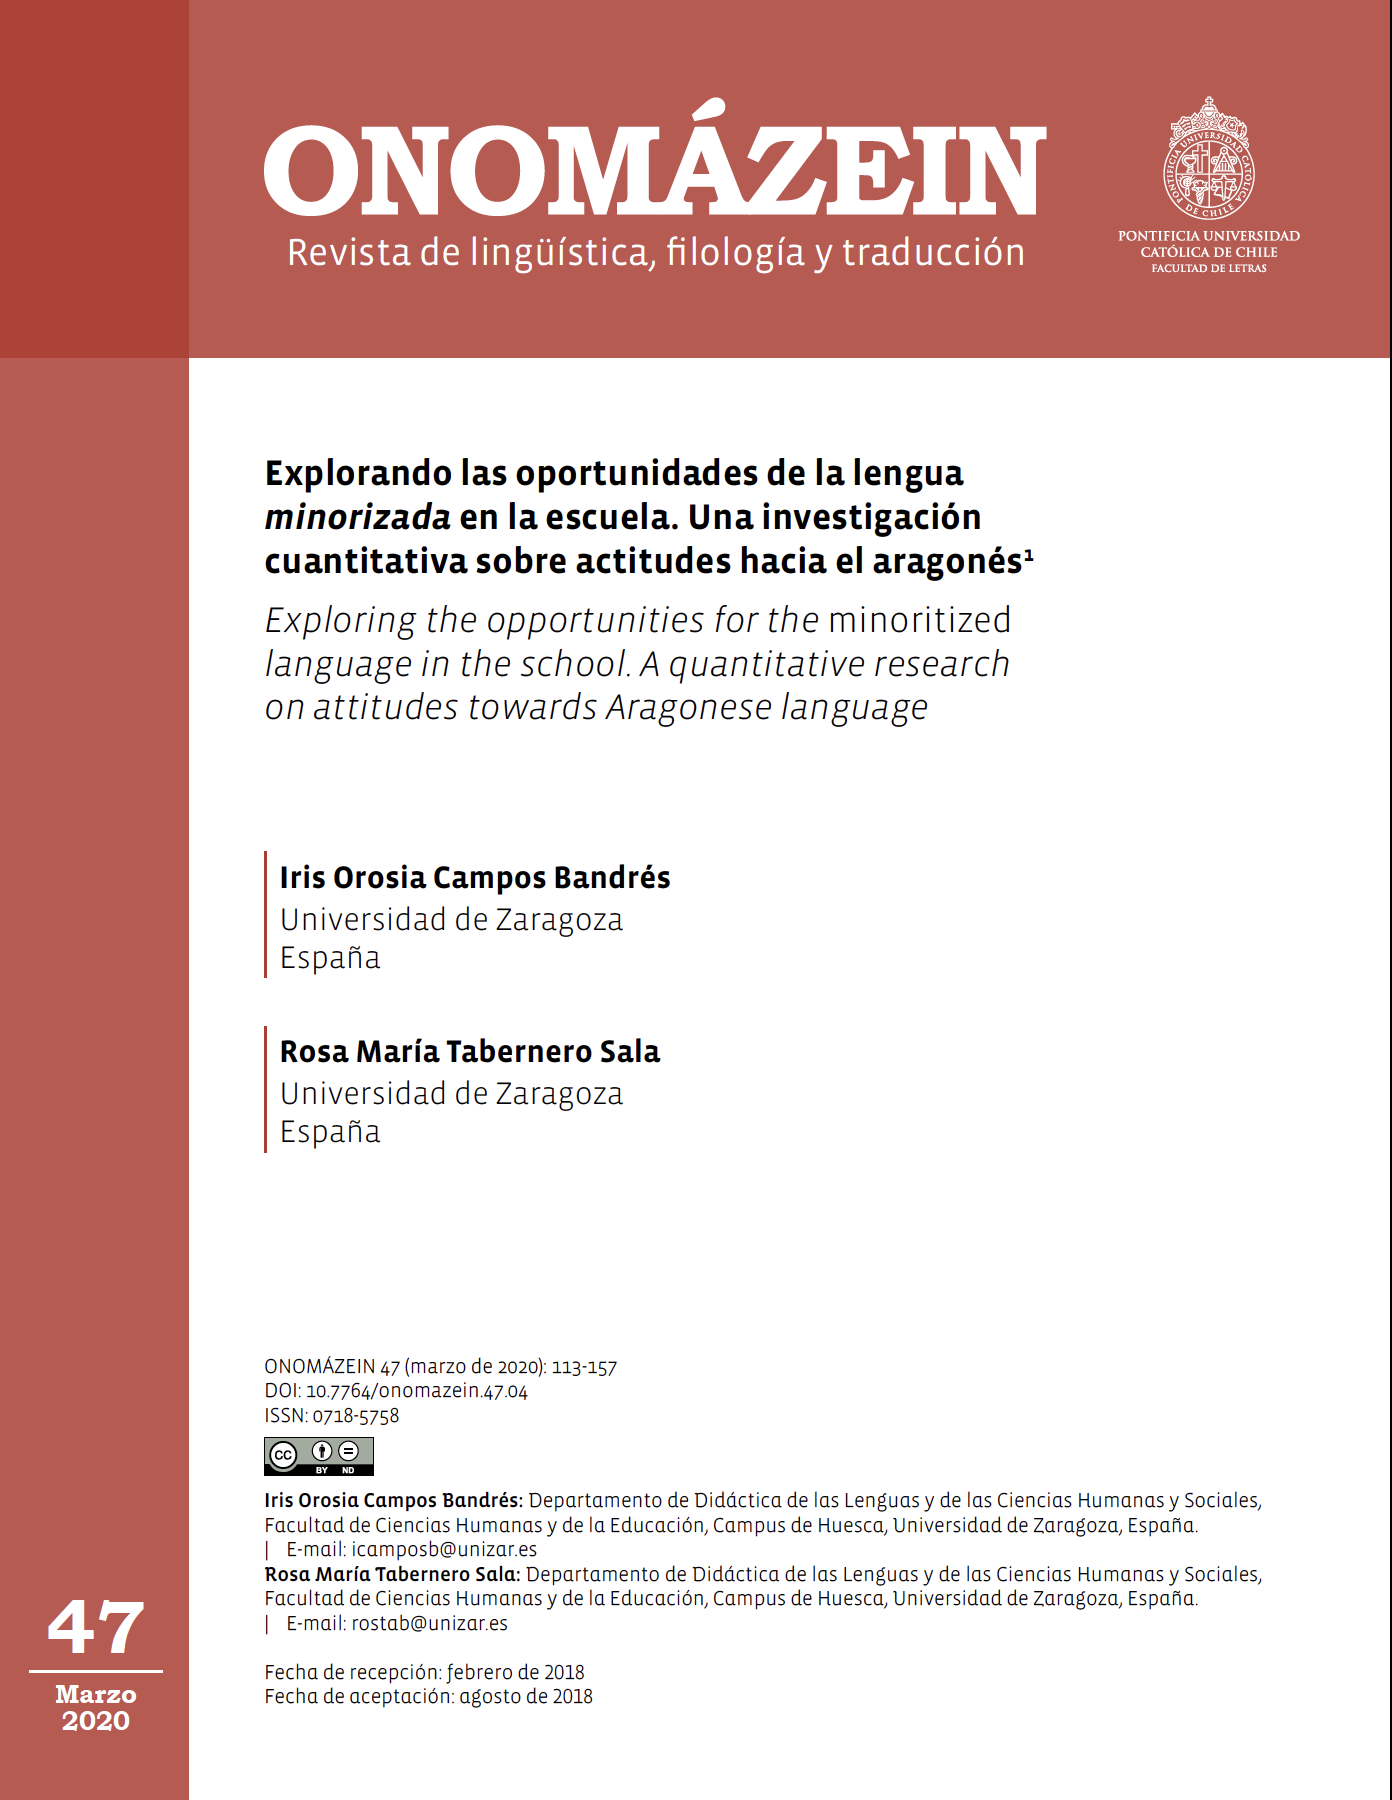 ONOMÁZEIN
Revista de lingüística, filología y traducción
PONTIFICIA UNIVERSIDAD CATÓLICA DE CHILE
PONTIFICIA UNIVERSIDAD
CATÓLICA DE CHILE
FACULTAD DE LETRAS
Explorando las oportunidades de la lengua
minorizada en la escuela. Una investigación
cuantitativa sobre actitudes hacia el aragonés¹
Exploring the opportunities for the minoritized
language in the school. A quantitative research
on attitudes towards Aragonese language
Iris Orosia Campos Bandrés
Universidad de Zaragoza
España
Rosa María Tabernero Sala
Universidad de Zaragoza
España
ONOMÁZEIN 47 (marzo de 2020): 113-157
DOI: 10.7764/onomazein.47.04
ISSN: 0718-5758
CC BY ND
Iris Orosia Campos Bandrés: Departamento de Didáctica de las Lenguas y de las Ciencias Humanas y Sociales,
Facultad de Ciencias Humanas y de la Educación, Campus de Huesca, Universidad de Zaragoza, España.
| E-mail: icamposb@unizar.es
Rosa María Tabernero Sala: Departamento de Didáctica de las Lenguas y de las Ciencias Humanas y Sociales,
Facultad de Ciencias Humanas y de la Educación, Campus de Huesca, Universidad de Zaragoza, España.
| E-mail: rostab@unizar.es
Fecha de recepción: febrero de 2018
Fecha de aceptación: agosto de 2018
47
Marzo
2020